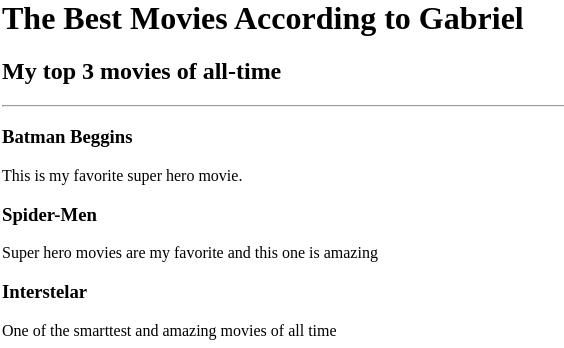 The Best Movies According to Gabriel
My top 3 movies of all-time
Batman Beggins
This is my favorite super hero movie.
Spider-Men
Super hero movies are my favorite and this one is amazing
Interstelar
One of the smarttest and amazing movies of all time